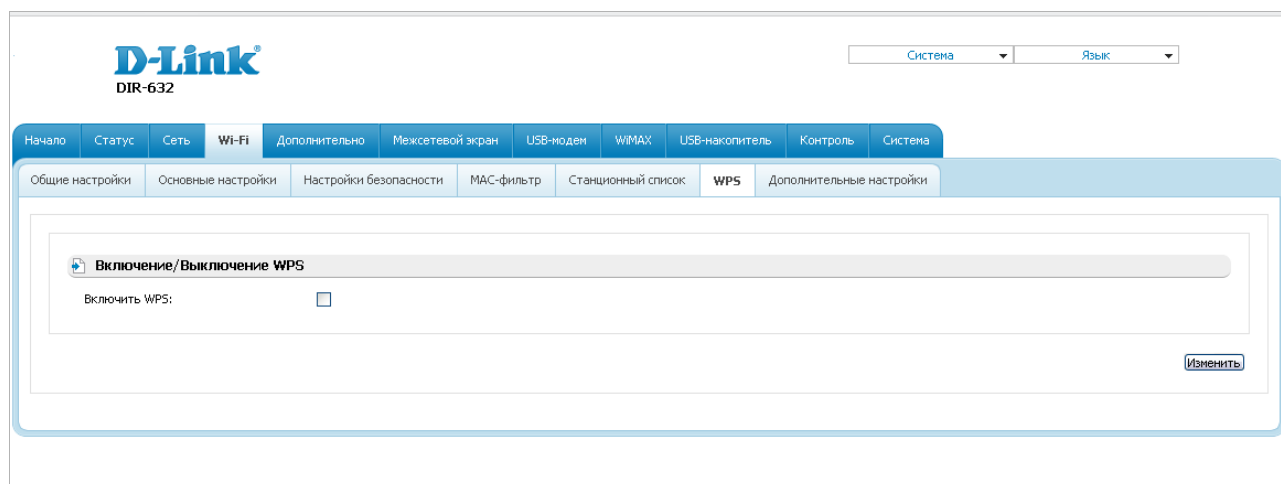 D-Link®
DIR-632
Система Язык
Начало Статус Сеть Wi-Fi Дополнительно Межсетевой экран USB-модем WiMAX USB-накопитель Контроль Система
Общие настройки Основные настройки Настройки безопасности MAC-фильтр Станционный список WPS Дополнительные настройки
Включение/Выключение WPS
Включить WPS:
Изменить